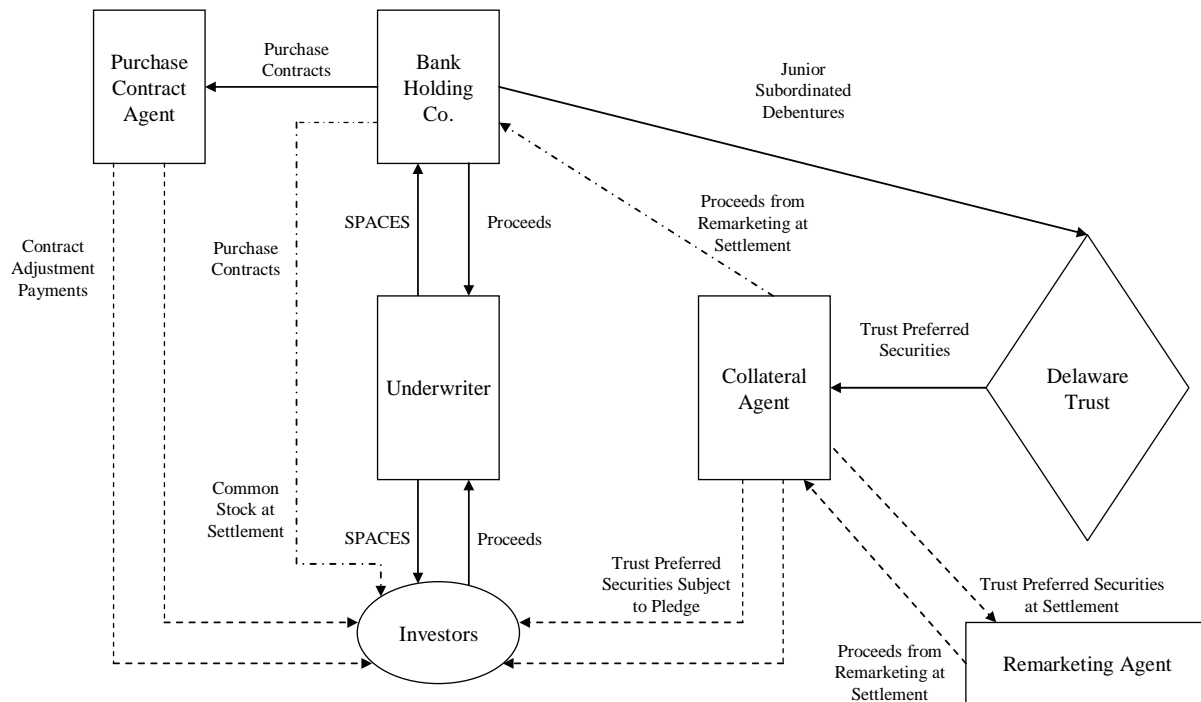 Purchase
Contract
Agent
Purchase
Contracts
Bank
Holding
Co.
Junior
Subordinated
Debentures
SPACES
Proceeds
Proceeds from
Remarketing at
Settlement
Contract
Adjustment
Payments
Purchase
Contracts
Underwriter
Collateral
Agent
Trust Preferred
Securities
Delaware
Trust
Common
Stock at
Settlement
SPACES
Proceeds
Trust Preferred
Securities Subject
to Pledge
Trust Preferred Securities
at Settlement
Investors
Proceeds from
Remarketing at
Settlement
Remarketing Agent